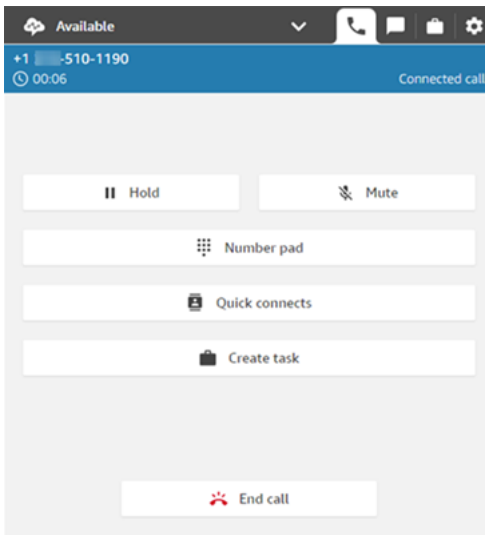 Available
+1 -510-1190
00:06 Connected call
Hold Mute
Number pad
Quick connects
Create task
End call